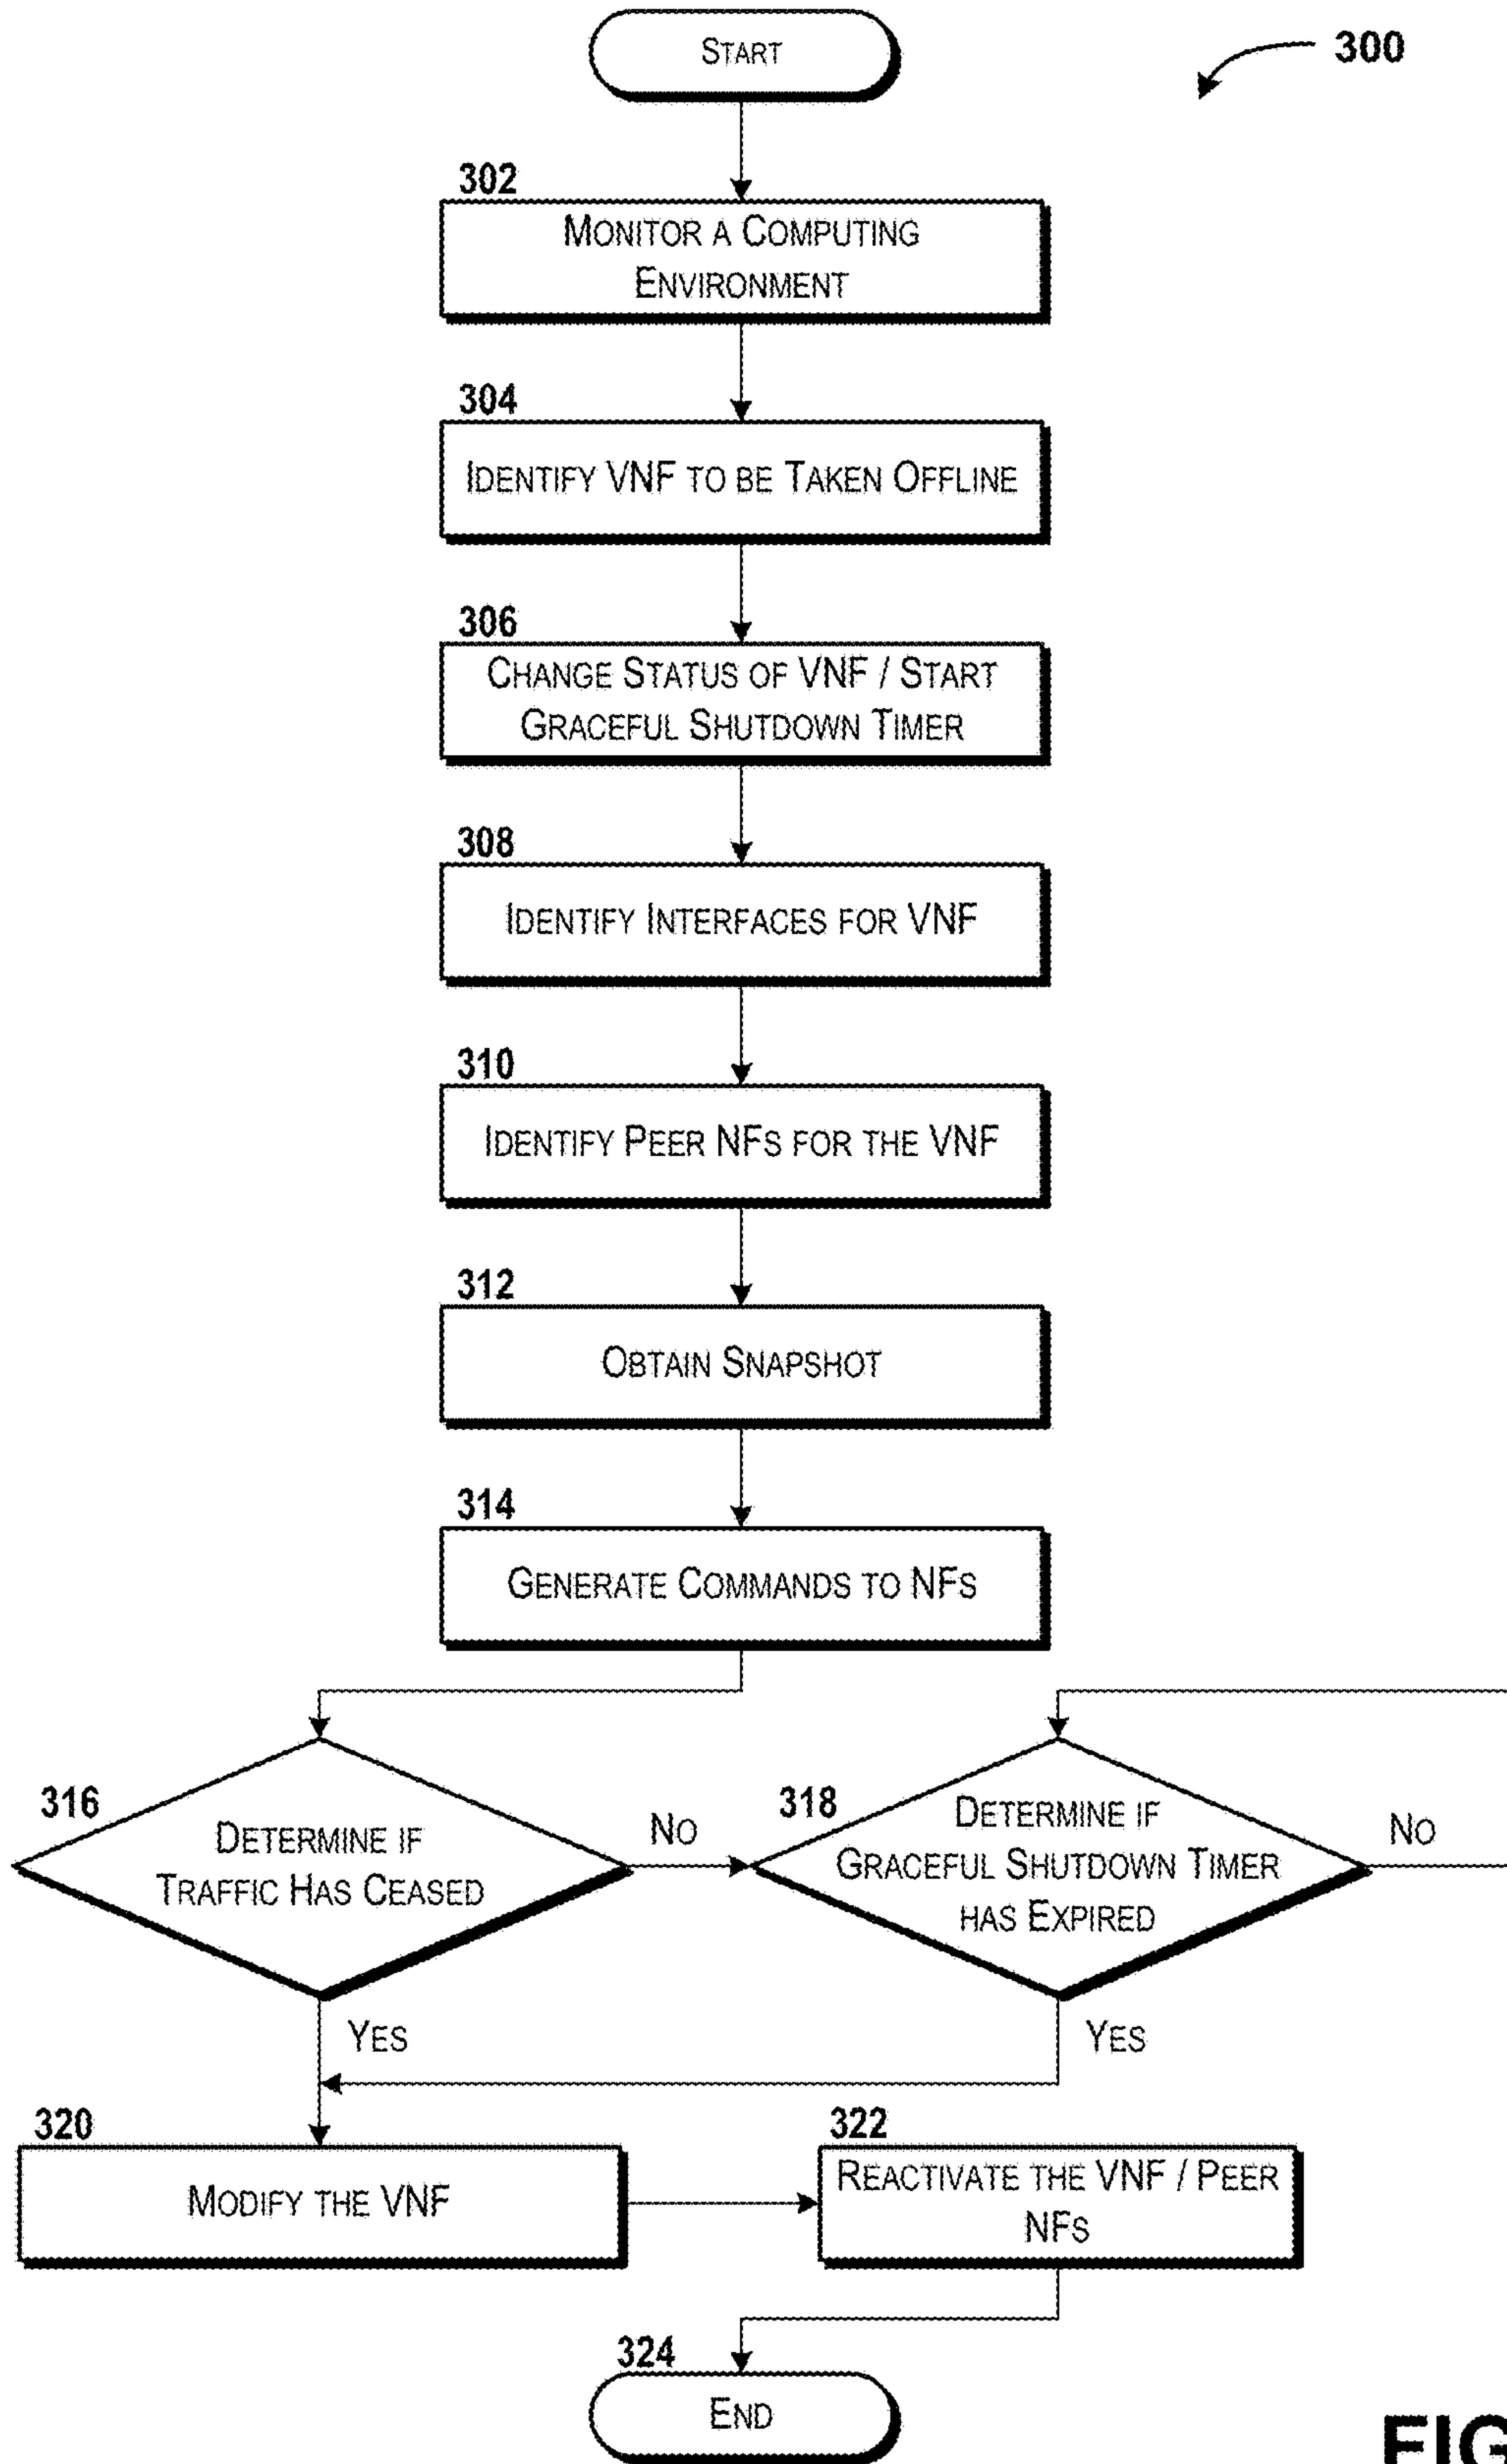 START
300
302
MONITOR A COMPUTING
ENVIRONMENT
304
IDENTIFY VNF TO BE TAKEN OFFLINE
306
CHANGE STATUS OF VNF / START
GRACEFUL SHUTDOWN TIMER
308
IDENTIFY INTERFACES FOR VNF
310
IDENTIFY PEER NFS FOR THE VNF
312
OBTAIN SNAPSHOT
314
GENERATE COMMANDS TO NFS
316
DETERMINE IF
TRAFFIC HAS CEASED
NO
318
DETERMINE IF
GRACEFUL SHUTDOWN TIMER
HAS EXPIRED
NO
YES
YES
320
MODIFY THE VNF
322
REACTIVATE THE VNF / PEER
NFS
324
END
FIG